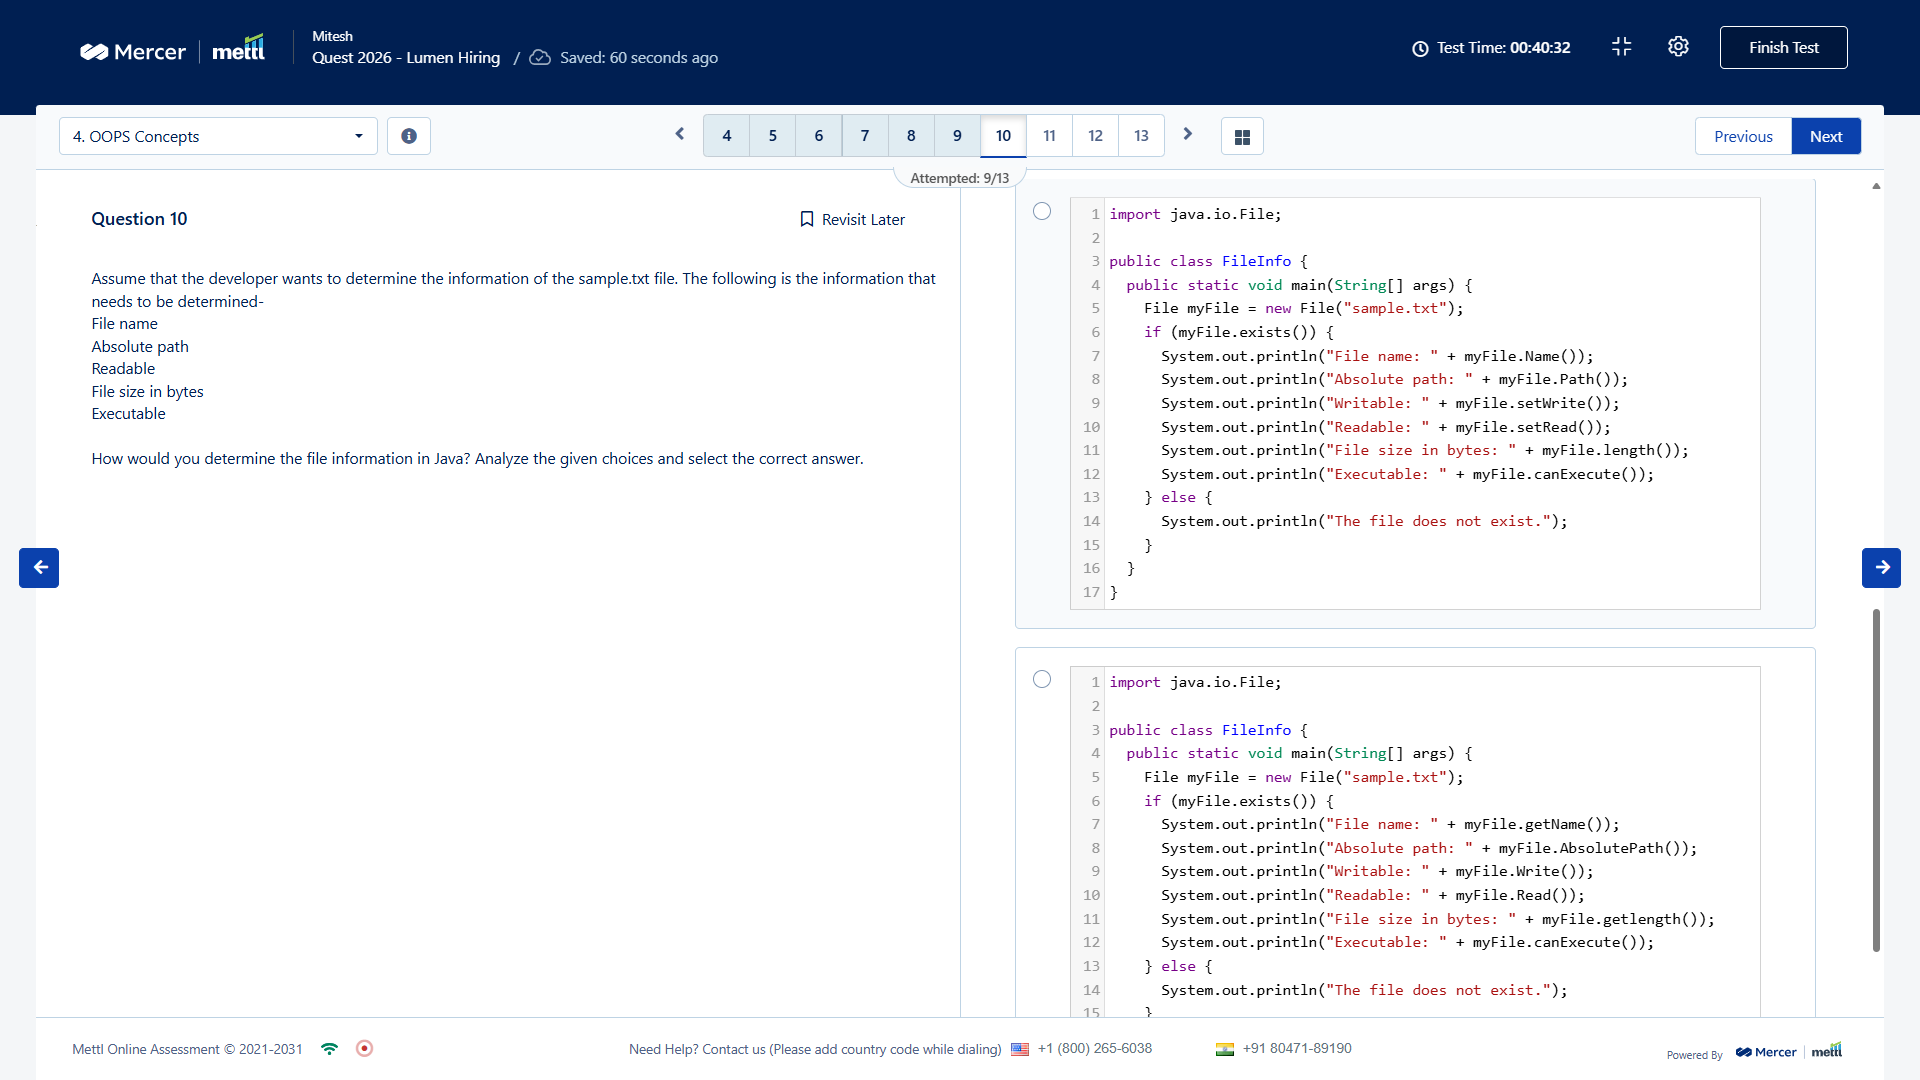 Mercer
mettl
Mitesh
Quest 2026 - Lumen Hiring / Saved: 60 seconds ago
Test Time: 00:40:32
Finish Test
4. OOPS Concepts
4 5 6 7 8 9 10 11 12 13
Previous
Next
Attempted: 9/13
Question 10
Revisit Later
Assume that the developer wants to determine the information of the sample.txt file. The following is the information that
needs to be determined-
File name
Absolute path
Readable
File size in bytes
Executable
How would you determine the file information in Java? Analyze the given choices and select the correct answer.
1 import java.io.File;
2
3 public class FileInfo {
4   public static void main(String[] args) {
5     File myFile = new File("sample.txt");
6     if (myFile.exists()) {
7       System.out.println("File name: " + myFile.Name());
8       System.out.println("Absolute path: " + myFile.Path());
9       System.out.println("Writable: " + myFile.setWrite());
10       System.out.println("Readable: " + myFile.setRead());
11       System.out.println("File size in bytes: " + myFile.length());
12       System.out.println("Executable: " + myFile.canExecute());
13     } else {
14       System.out.println("The file does not exist.");
15     }
16   }
17 }
1 import java.io.File;
2
3 public class FileInfo {
4   public static void main(String[] args) {
5     File myFile = new File("sample.txt");
6     if (myFile.exists()) {
7       System.out.println("File name: " + myFile.getName());
8       System.out.println("Absolute path: " + myFile.AbsolutePath());
9       System.out.println("Writable: " + myFile.Write());
10       System.out.println("Readable: " + myFile.Read());
11       System.out.println("File size in bytes: " + myFile.getlength());
12       System.out.println("Executable: " + myFile.canExecute());
13     } else {
14       System.out.println("The file does not exist.");
15     }
Mettl Online Assessment © 2021-2031
Need Help? Contact us (Please add country code while dialing) +1 (800) 265-6038
+91 80471-89190
Powered By Mercer mettl